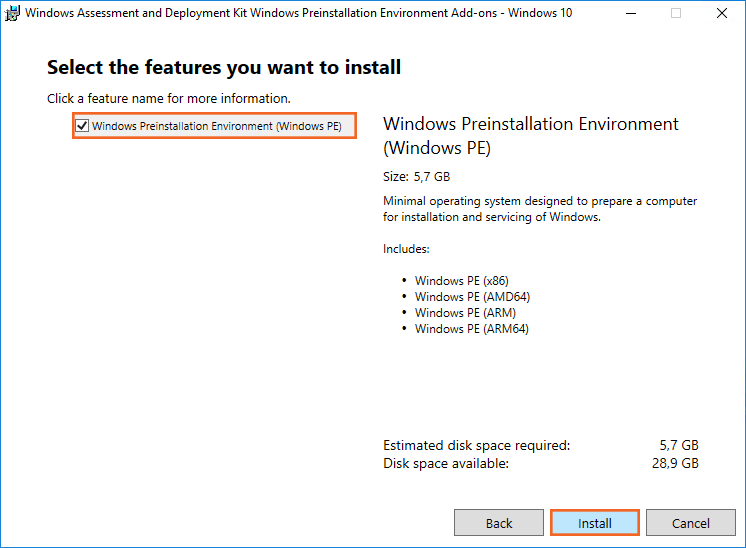 Windows Assessment and Deployment Kit Windows Preinstallation Environment Add-ons - Windows 10
Select the features you want to install
Click a feature name for more information.
Windows Preinstallation Environment (Windows PE)
Windows Preinstallation Environment
(Windows PE)
Size: 5,7 GB
Minimal operating system designed to prepare a computer
for installation and servicing of Windows.
Includes:
• Windows PE (x86)
• Windows PE (AMD64)
• Windows PE (ARM)
• Windows PE (ARM64)
Estimated disk space required: 5,7 GB
Disk space available: 28,9 GB
Back Install Cancel